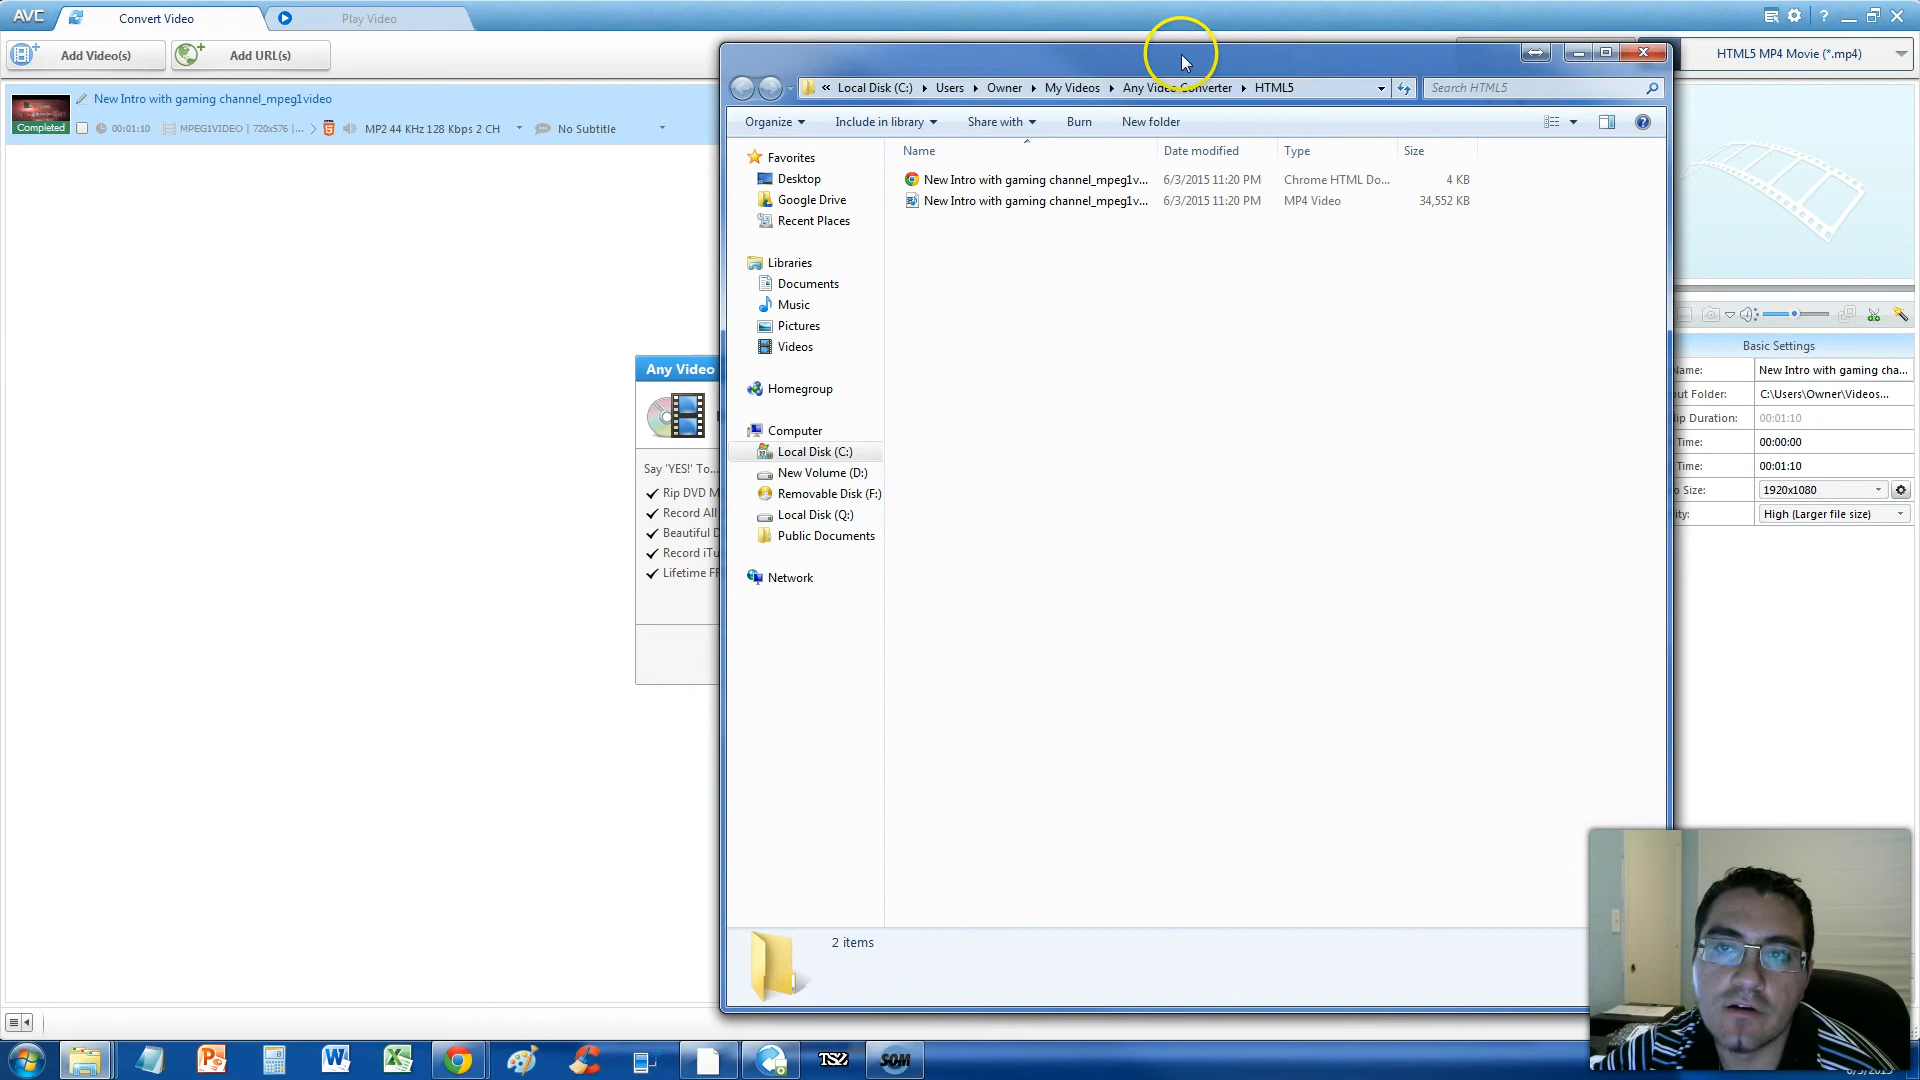 AVC
Convert Video
Play Video
Add Video(s)
Add URL(s)
HTML5 MP4 Movie (*.mp4)
New Intro with gaming channel_mpeg1video
Completed
00:01:10
MPEG1VIDEO | 720x576 |...
MP2 44 KHz 128 Kbps 2 CH
No Subtitle
Local Disk (C:)
Users
Owner
My Videos
Any Video Converter
HTML5
Search HTML5
Organize
Include in library
Share with
Burn
New folder
Name
Date modified
Type
Size
New Intro with gaming channel_mpeg1v...
6/3/2015 11:20 PM
Chrome HTML Do...
4 KB
New Intro with gaming channel_mpeg1v...
6/3/2015 11:20 PM
MP4 Video
34,552 KB
Favorites
Desktop
Google Drive
Recent Places
Libraries
Documents
Music
Pictures
Videos
Homegroup
Computer
Local Disk (C:)
New Volume (D:)
Removable Disk (F:)
Local Disk (Q:)
Public Documents
Network
2 items
Any Video
Say 'YES!' To...
Rip DVD M
Record All
Beautiful D
Record iTu
Lifetime FR
Basic Settings
Name:
New Intro with gaming cha...
out Folder:
C:\Users\Owner\Videos...
ip Duration:
00:01:10
Time:
00:00:00
Time:
00:01:10
o Size:
1920x1080
ity:
High (Larger file size)
TS2
SOM